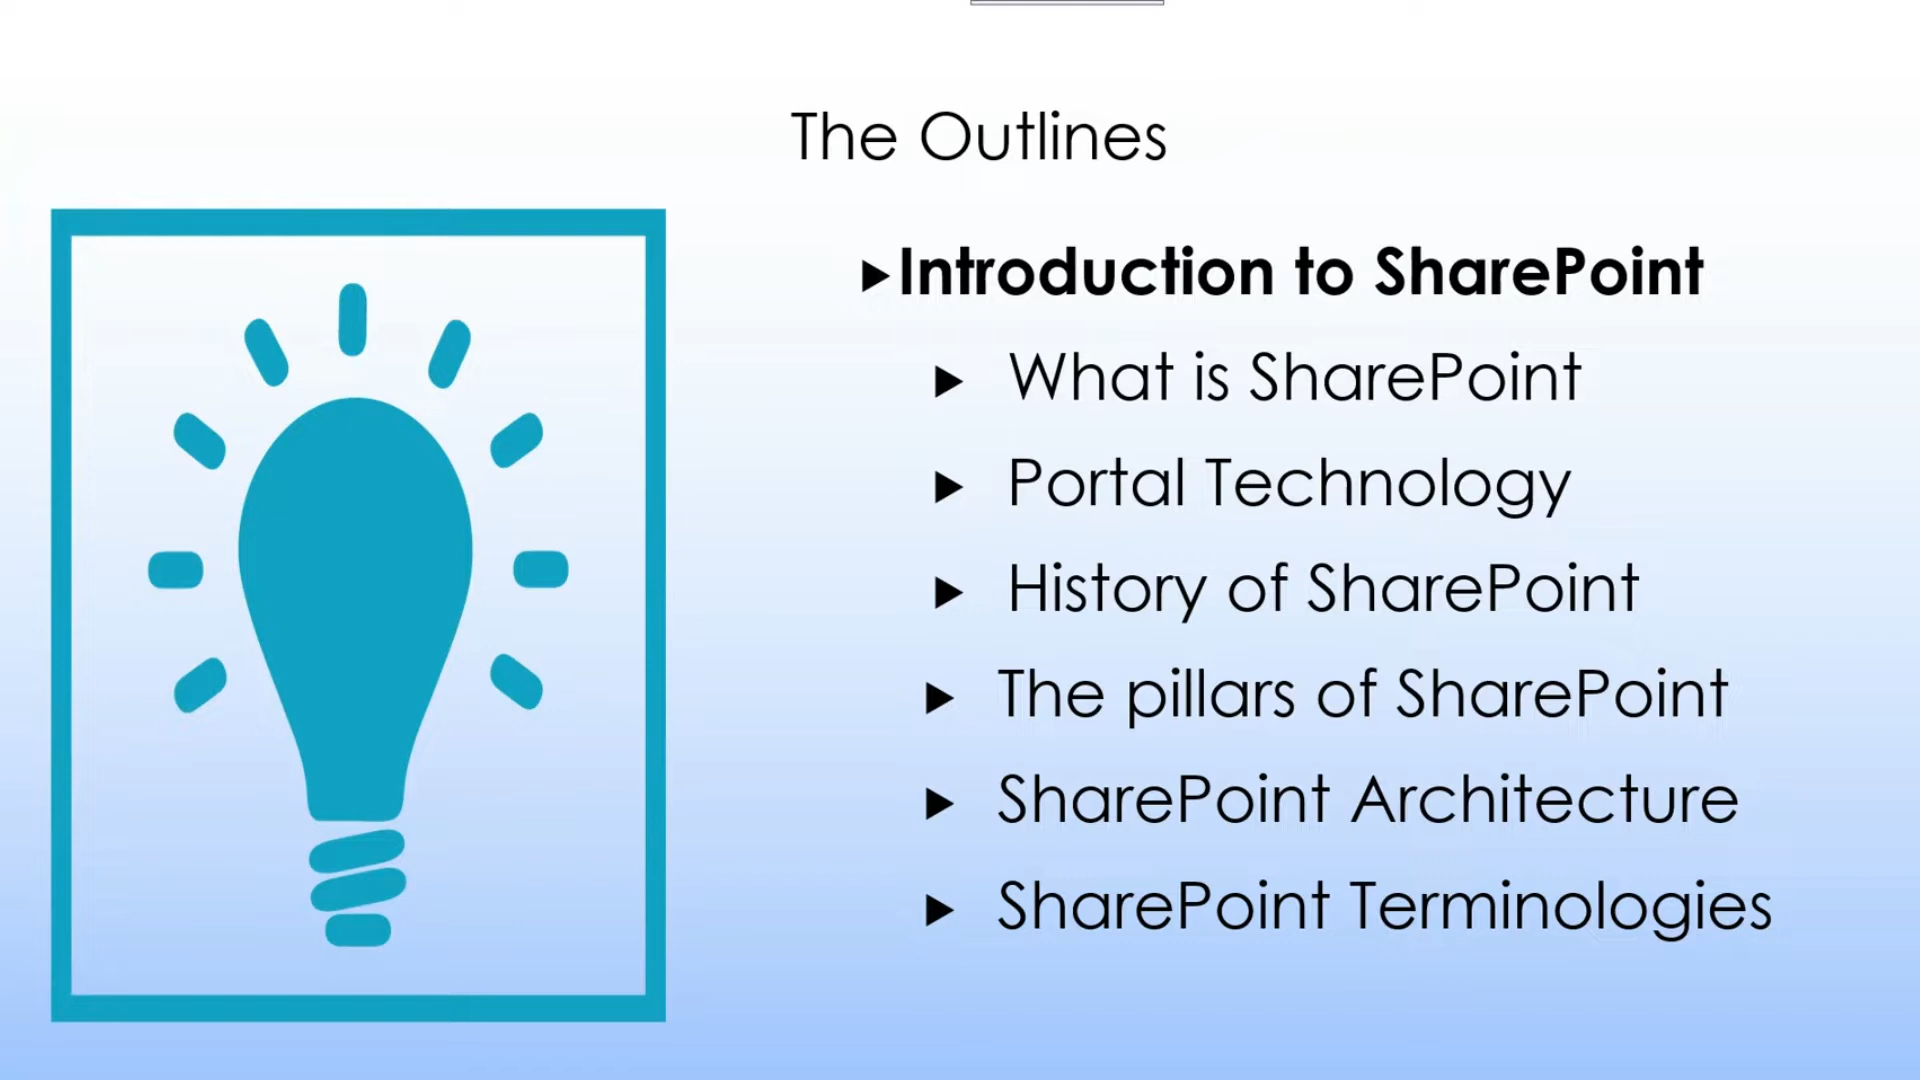 The Outlines
Introduction to SharePoint
What is SharePoint
Portal Technology
History of SharePoint
The pillars of SharePoint
SharePoint Architecture
SharePoint Terminologies